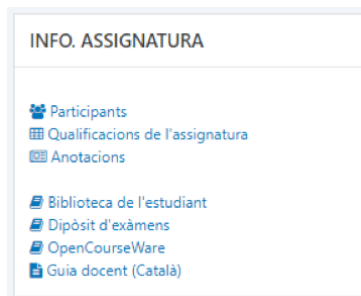 INFO. ASSIGNATURA
Participants
Qualificacions de l'assignatura
Anotacions
Biblioteca de l'estudiant
Dipòsit d'exàmens
OpenCourseWare
Guia docent (Català)